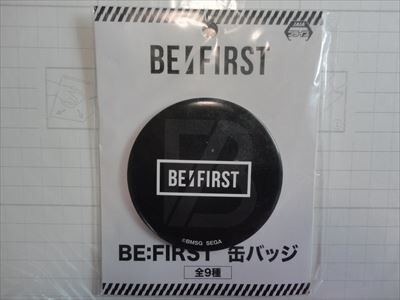 BE:FIRST
BE:FIRST
©BMSG SEGA
BE:FIRST 缶バッジ
全9種